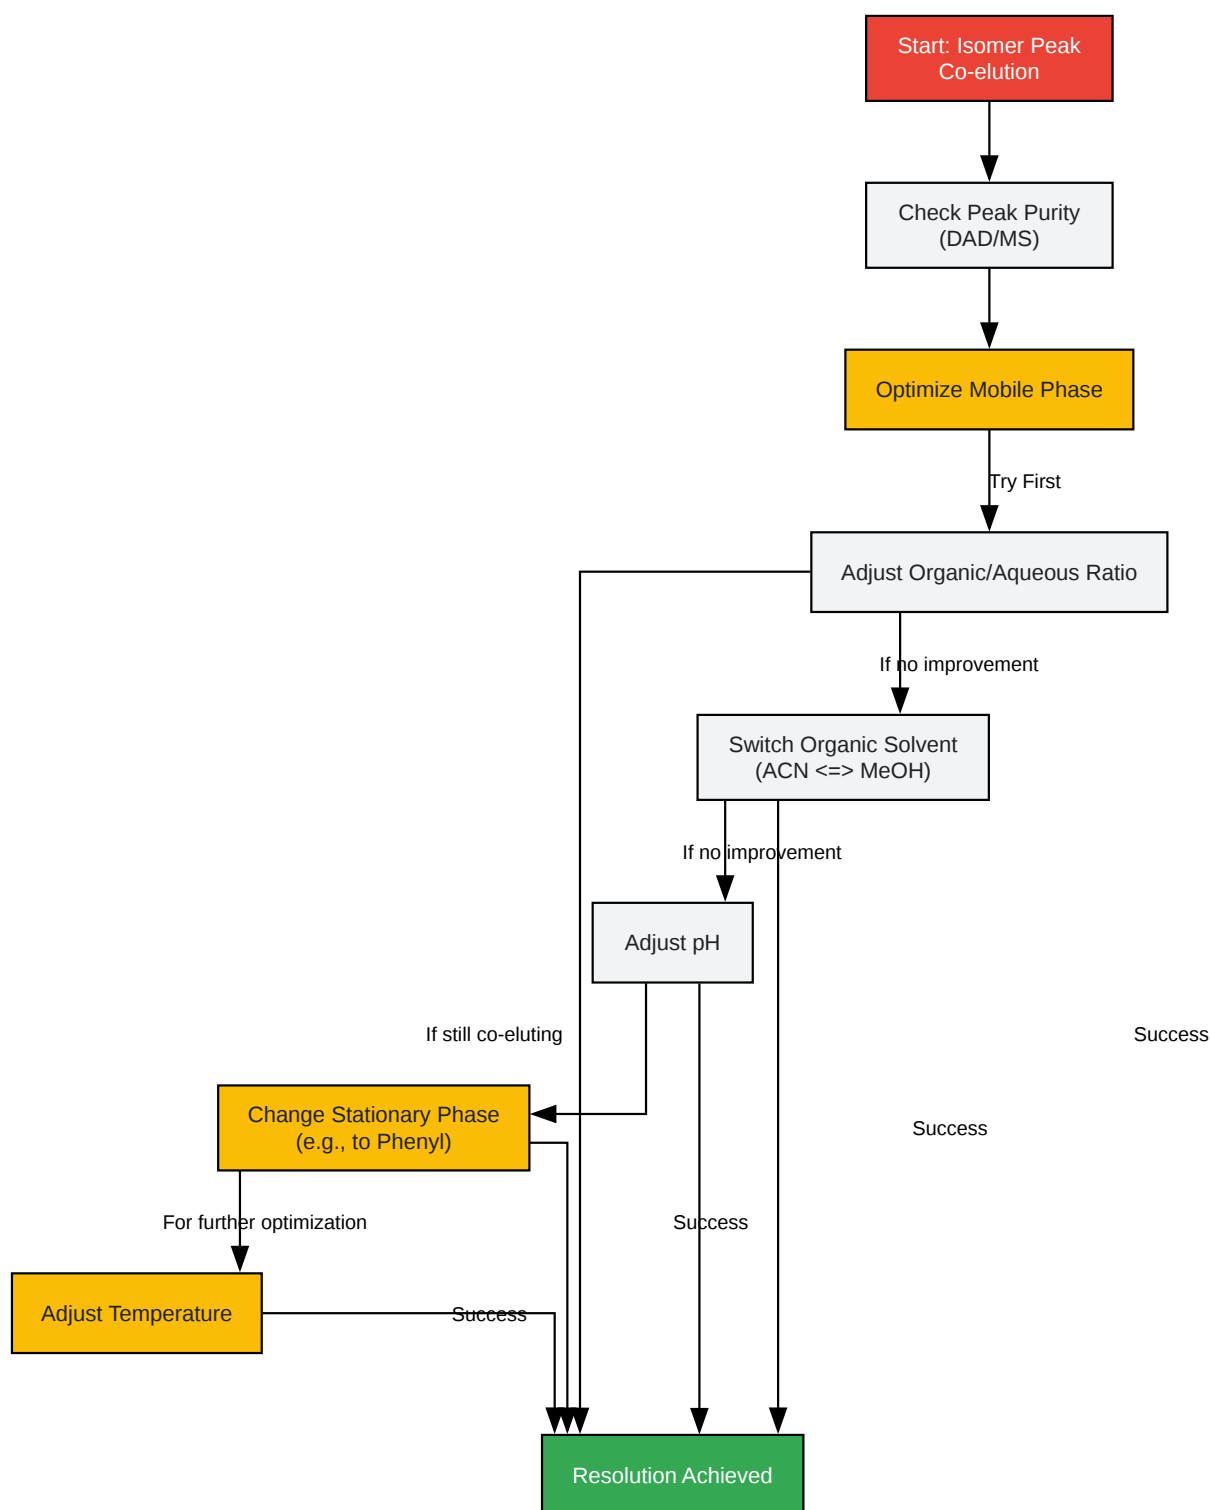 Start: Isomer Peak
Co-elution
Check Peak Purity
(DAD/MS)
Optimize Mobile Phase
Try First
Adjust Organic/Aqueous Ratio
If no improvement
Switch Organic Solvent
(ACN <=> MeOH)
If no improvement
Adjust pH
If still co-eluting
Success
Change Stationary Phase
(e.g., to Phenyl)
Success
For further optimization
Success
Adjust Temperature
Success
Resolution Achieved